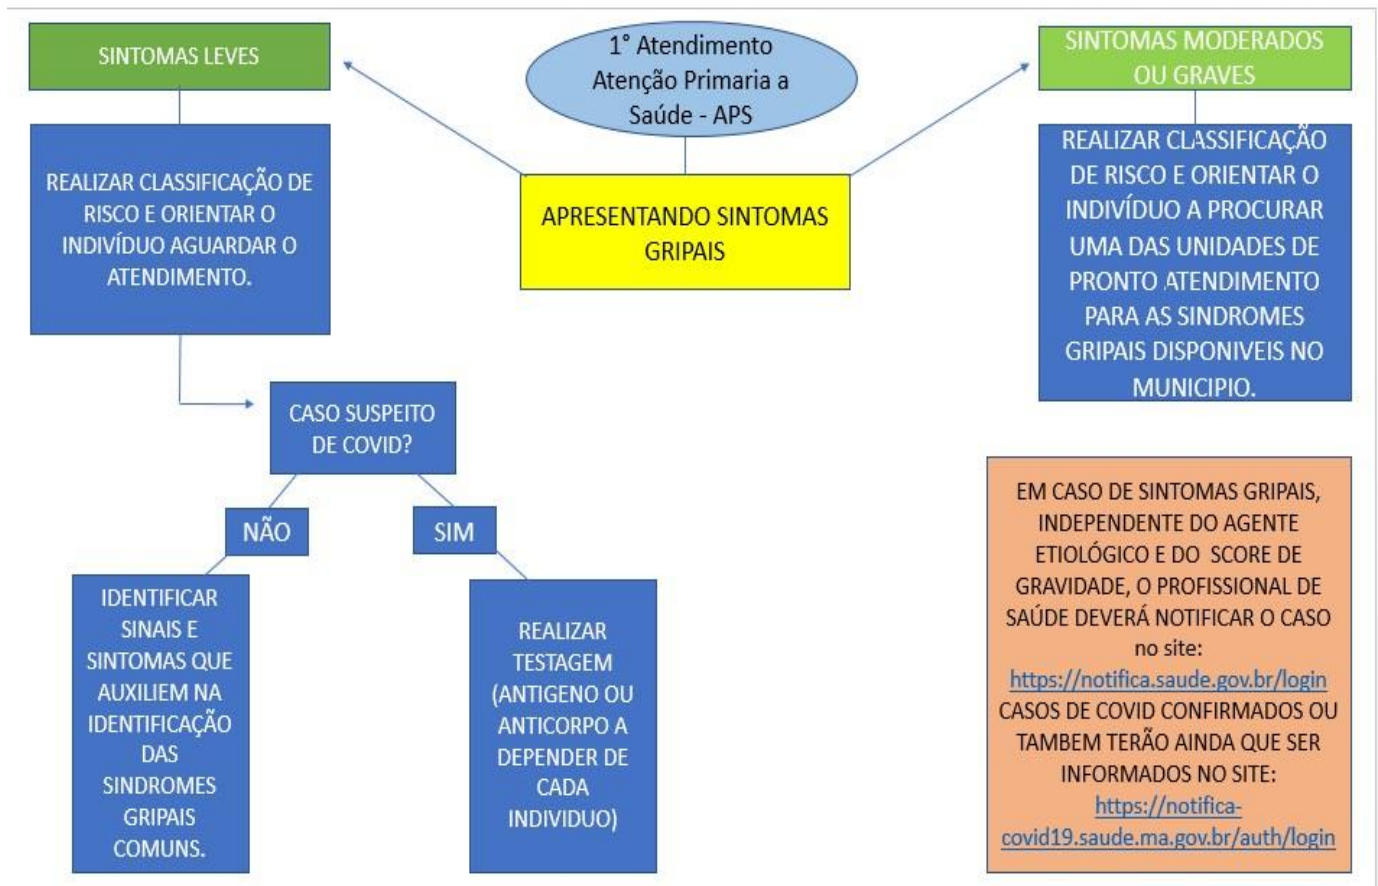 1° Atendimento
Atenção Primaria a
Saúde - APS
APRESENTANDO SINTOMAS
GRIPAIS
SINTOMAS LEVES
REALIZAR CLASSIFICAÇÃO DE
RISCO E ORIENTAR O
INDIVÍDUO AGUARDAR O
ATENDIMENTO.
CASO SUSPEITO
DE COVID?
NÃO
IDENTIFICAR
SINAIS E
SINTOMAS QUE
AUXILIEM NA
IDENTIFICAÇÃO
DAS
SINDROMES
GRIPAIS
COMUNS.
SIM
REALIZAR
TESTAGEM
(ANTIGENO OU
ANTICORPO A
DEPENDER DE
CADA
INDIVIDUO)
SINTOMAS MODERADOS
OU GRAVES
REALIZAR CLASSIFICAÇÃO
DE RISCO E ORIENTAR O
INDIVÍDUO A PROCURAR
UMA DAS UNIDADES DE
PRONTO ATENDIMENTO
PARA AS SINDROMES
GRIPAIS DISPONIVEIS NO
MUNICIPIO.
EM CASO DE SINTOMAS GRIPAIS,
INDEPENDENTE DO AGENTE
ETIOLÓGICO E DO SCORE DE
GRAVIDADE, O PROFISSIONAL DE
SAÚDE DEVERÁ NOTIFICAR O CASO
no site:
https://notifica.saude.gov.br/login
CASOS DE COVID CONFIRMADOS OU
TAMBEM TERÃO AINDA QUE SER
INFORMADOS NO SITE:
https://notifica-
covid19.saude.ma.gov.br/auth/login